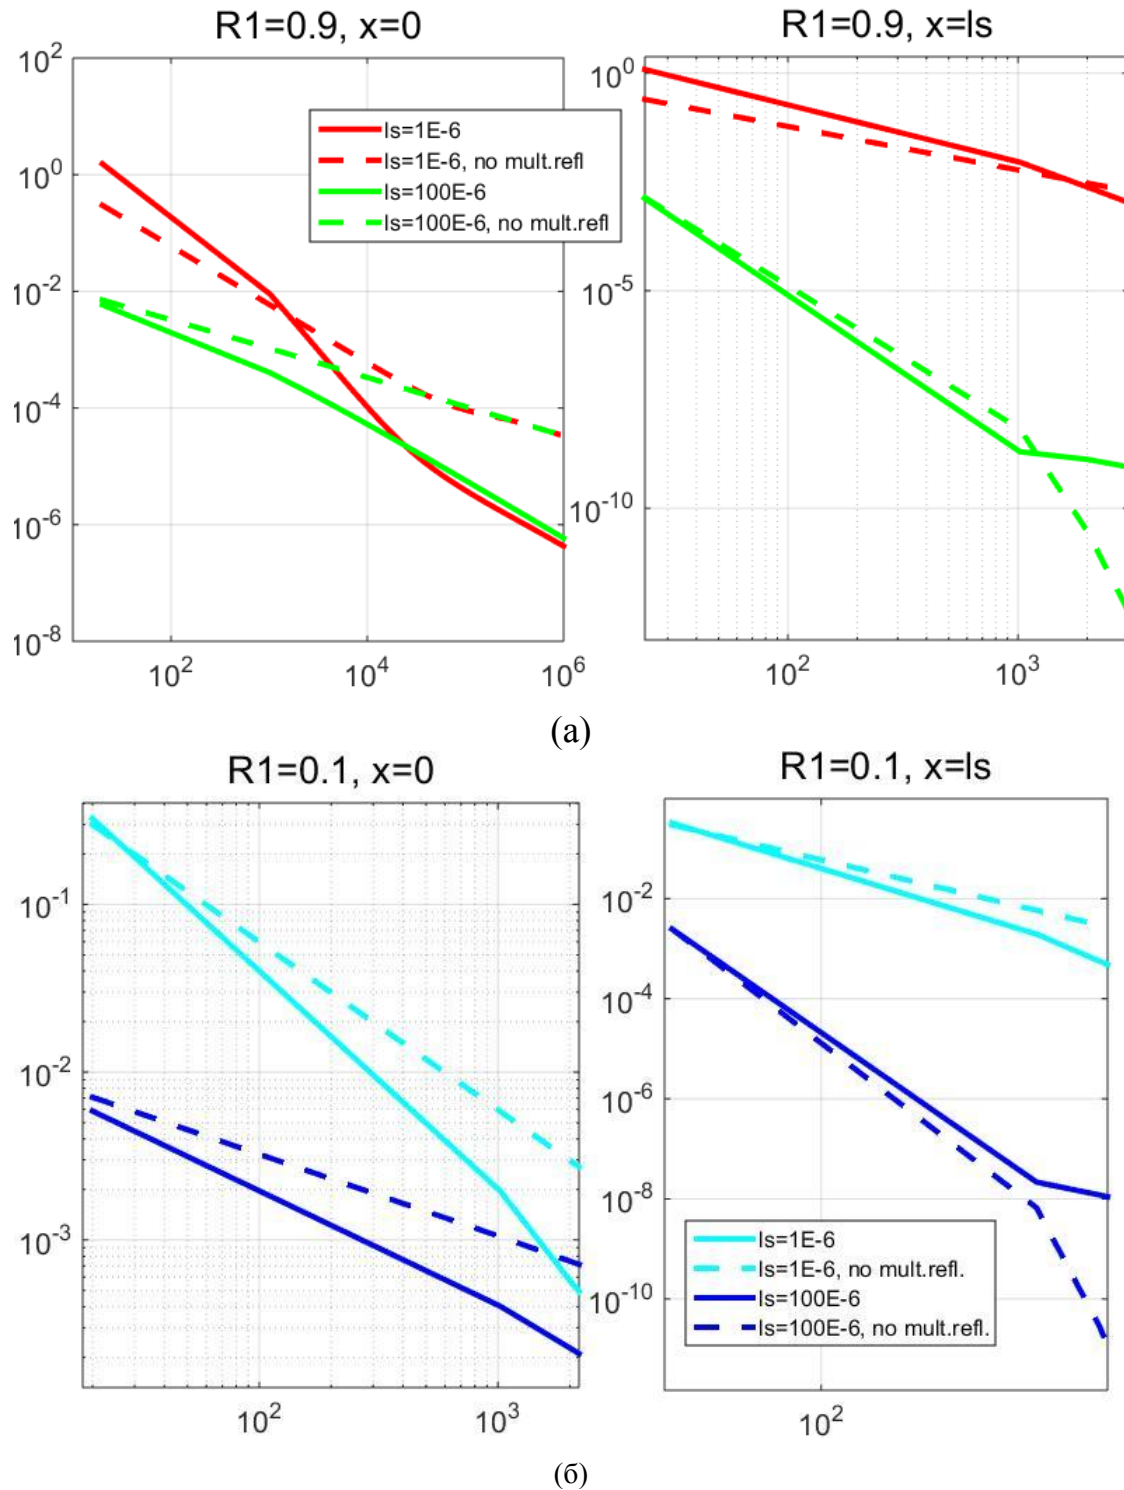 R1=0.9, x=0
10^2
10^0
10^-2
10^-4
10^-6
10^-8
10^2
10^4
10^6
ls=1E-6
ls=1E-6, no mult.refl
ls=100E-6
ls=100E-6, no mult.refl
R1=0.9, x=ls
10^0
10^-5
10^-10
10^2
10^3
(а)
R1=0.1, x=0
10^-1
10^-2
10^-3
10^2
10^3
R1=0.1, x=ls
10^-2
10^-4
10^-6
10^-8
10^-10
10^2
ls=1E-6
ls=1E-6, no mult.refl.
ls=100E-6
ls=100E-6, no mult.refl.
(б)